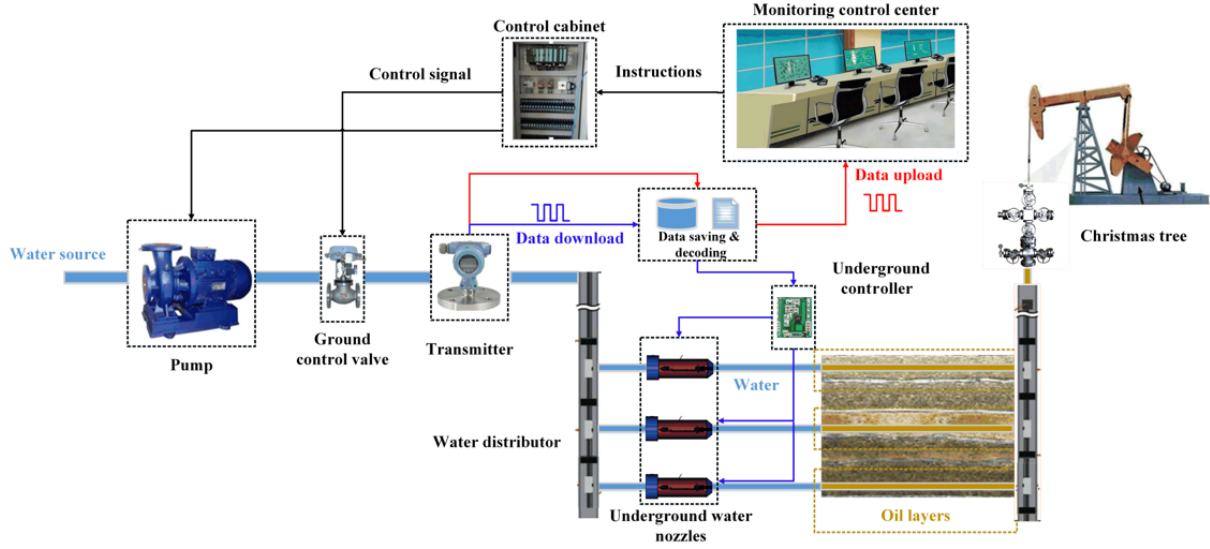 Monitoring control center
Control cabinet
Control signal
Instructions
Data upload
Data download
Data saving &
decoding
Christmas tree
Water source
Underground
controller
Pump
Ground
control valve
Transmitter
Water
Water distributor
Underground water
nozzles
Oil layers